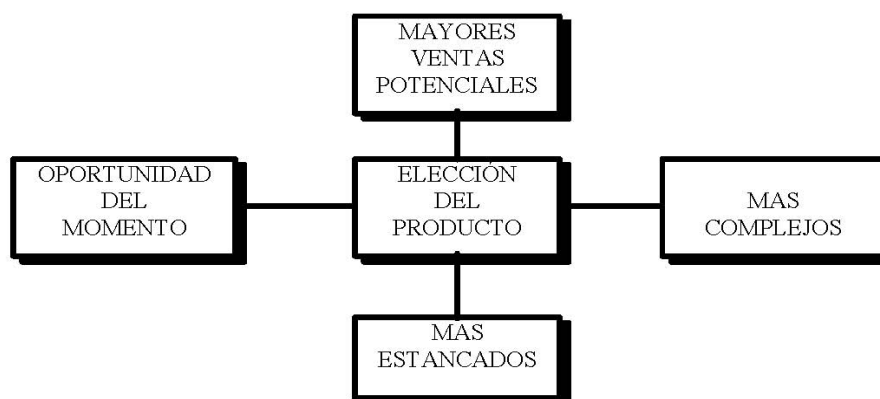 MAYORES
VENTAS
POTENCIALES
OPORTUNIDAD
DEL
MOMENTO
ELECCIÓN
DEL
PRODUCTO
MAS
COMPLEJOS
MAS
ESTANCADOS